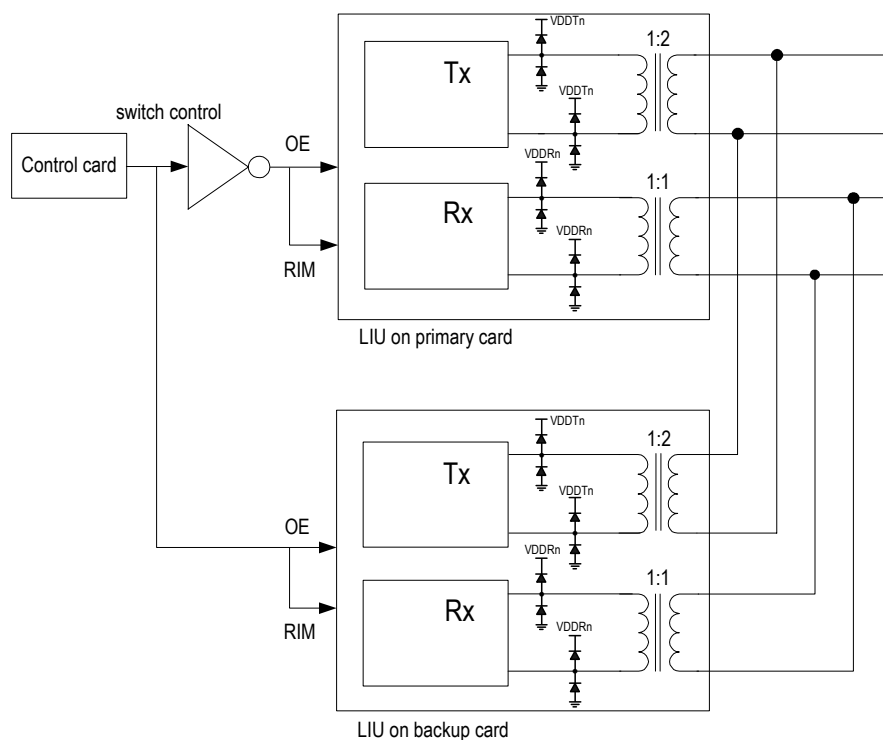 VDDTn
1:2
Tx
switch control
VDDTn
OE
Control card
VDDRn
1:1
Rx
VDDRn
RIM
LIU on primary card
VDDTn
1:2
Tx
VDDTn
OE
VDDRn
1:1
Rx
VDDRn
RIM
LIU on backup card